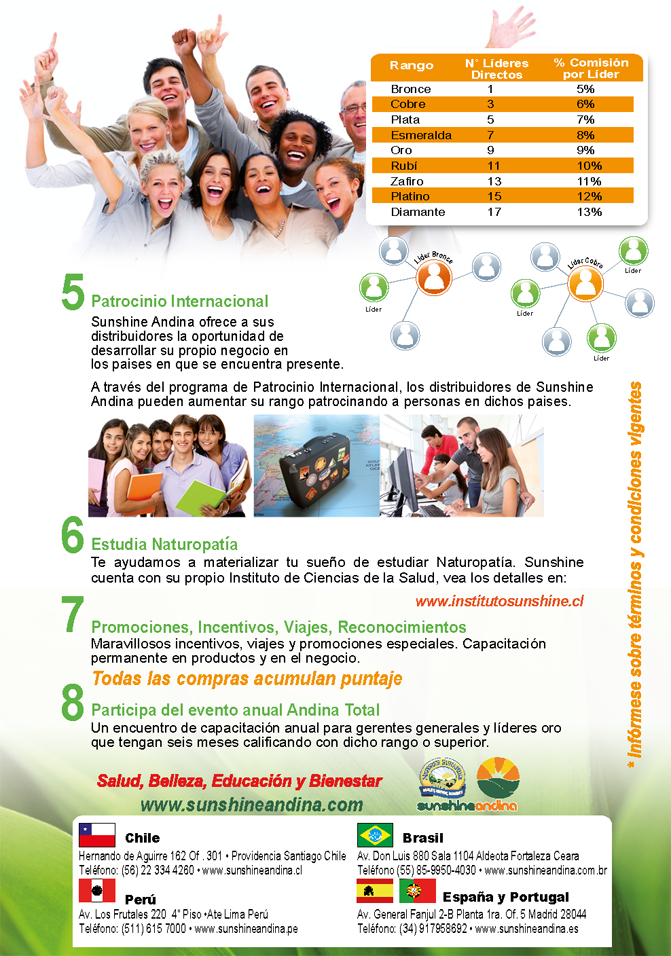 Rango N° Líderes Directos % Comisión por Líder
Bronce 1 5%
Cobre 3 6%
Plata 5 7%
Esmeralda 7 8%
Oro 9 9%
Rubí 11 10%
Zafiro 13 11%
Platino 15 12%
Diamante 17 13%
Líder Bronce
Líder
Líder Cobre
Líder
Líder
Líder
5 Patrocinio Internacional
Sunshine Andina ofrece a sus
distribuidores la oportunidad de
desarrollar su propio negocio en
los paises en que se encuentra presente.
A través del programa de Patrocinio Internacional, los distribuidores de Sunshine
Andina pueden aumentar su rango patrocinando a personas en dichos paises.
6 Estudia Naturopatía
Te ayudamos a materializar tu sueño de estudiar Naturopatía. Sunshine
cuenta con su propio Instituto de Ciencias de la Salud, vea los detalles en:
www.institutosunshine.cl
7 Promociones, Incentivos, Viajes, Reconocimientos
Maravillosos incentivos, viajes y promociones especiales. Capacitación
permanente en productos y en el negocio.
Todas las compras acumulan puntaje
8 Participa del evento anual Andina Total
Un encuentro de capacitación anual para gerentes generales y líderes oro
que tengan seis meses calificando con dicho rango o superior.
* Infórmese sobre términos y condiciones vigentes
Salud, Belleza, Educación y Bienestar
www.sunshineandina.com
sunshineandina
Chile
Hernando de Aguirre 162 Of . 301 • Providencia Santiago Chile
Teléfono: (56) 22 334 4260 • www.sunshineandina.cl
Brasil
Av. Don Luis 880 Sala 1104 Aldeota Fortaleza Ceara
Teléfono (55) 85-9950-4030 • www.sunshineandina.com.br
Perú
Av. Los Frutales 220 4° Piso •Ate Lima Perú
Teléfono: (511) 615 7000 • www.sunshineandina.pe
España y Portugal
Av. General Fanjul 2-B Planta 1ra. Of. 5 Madrid 28044
Teléfono: (34) 917958692 • www.sunshineandina.es